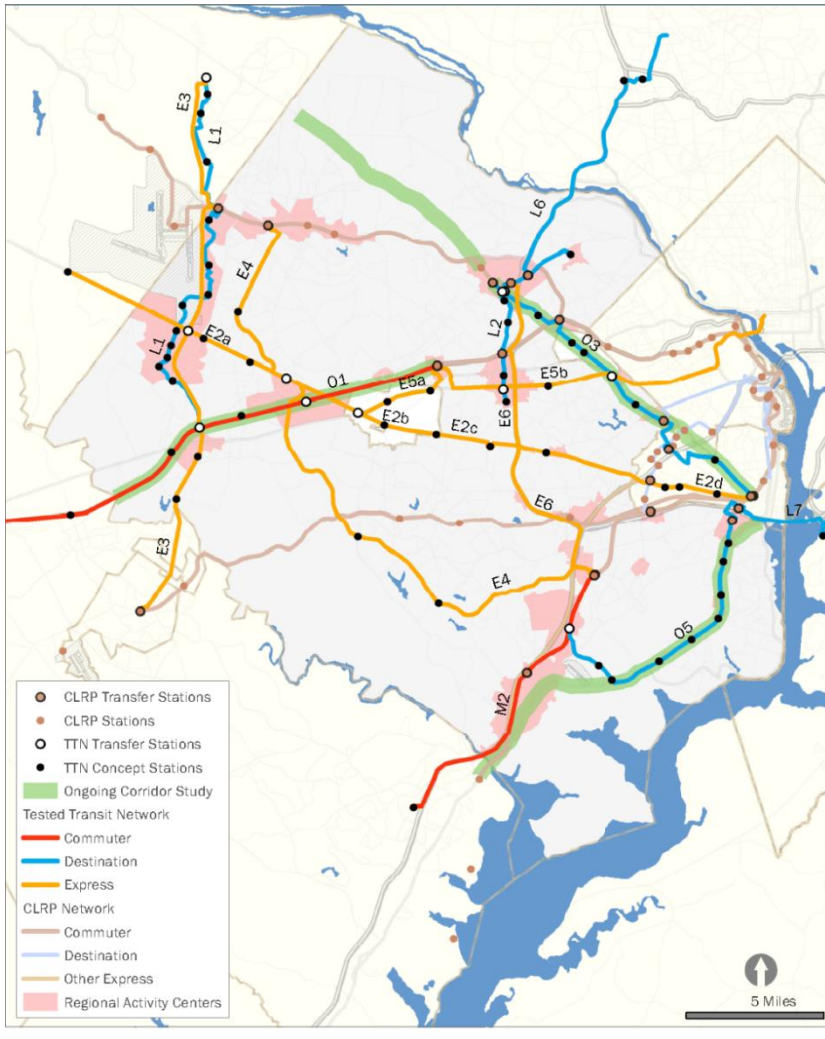 E3
L1
L6
E4
L1
E2a
L2
O3
O1
E5a
E5b
E2b
E6
E2c
E2d
L7
E6
E3
E4
O5
M2
CLRP Transfer Stations
CLRP Stations
TTN Transfer Stations
TTN Concept Stations
Ongoing Corridor Study
Tested Transit Network
Commuter
Destination
Express
CLRP Network
Commuter
Destination
Other Express
Regional Activity Centers
5 Miles